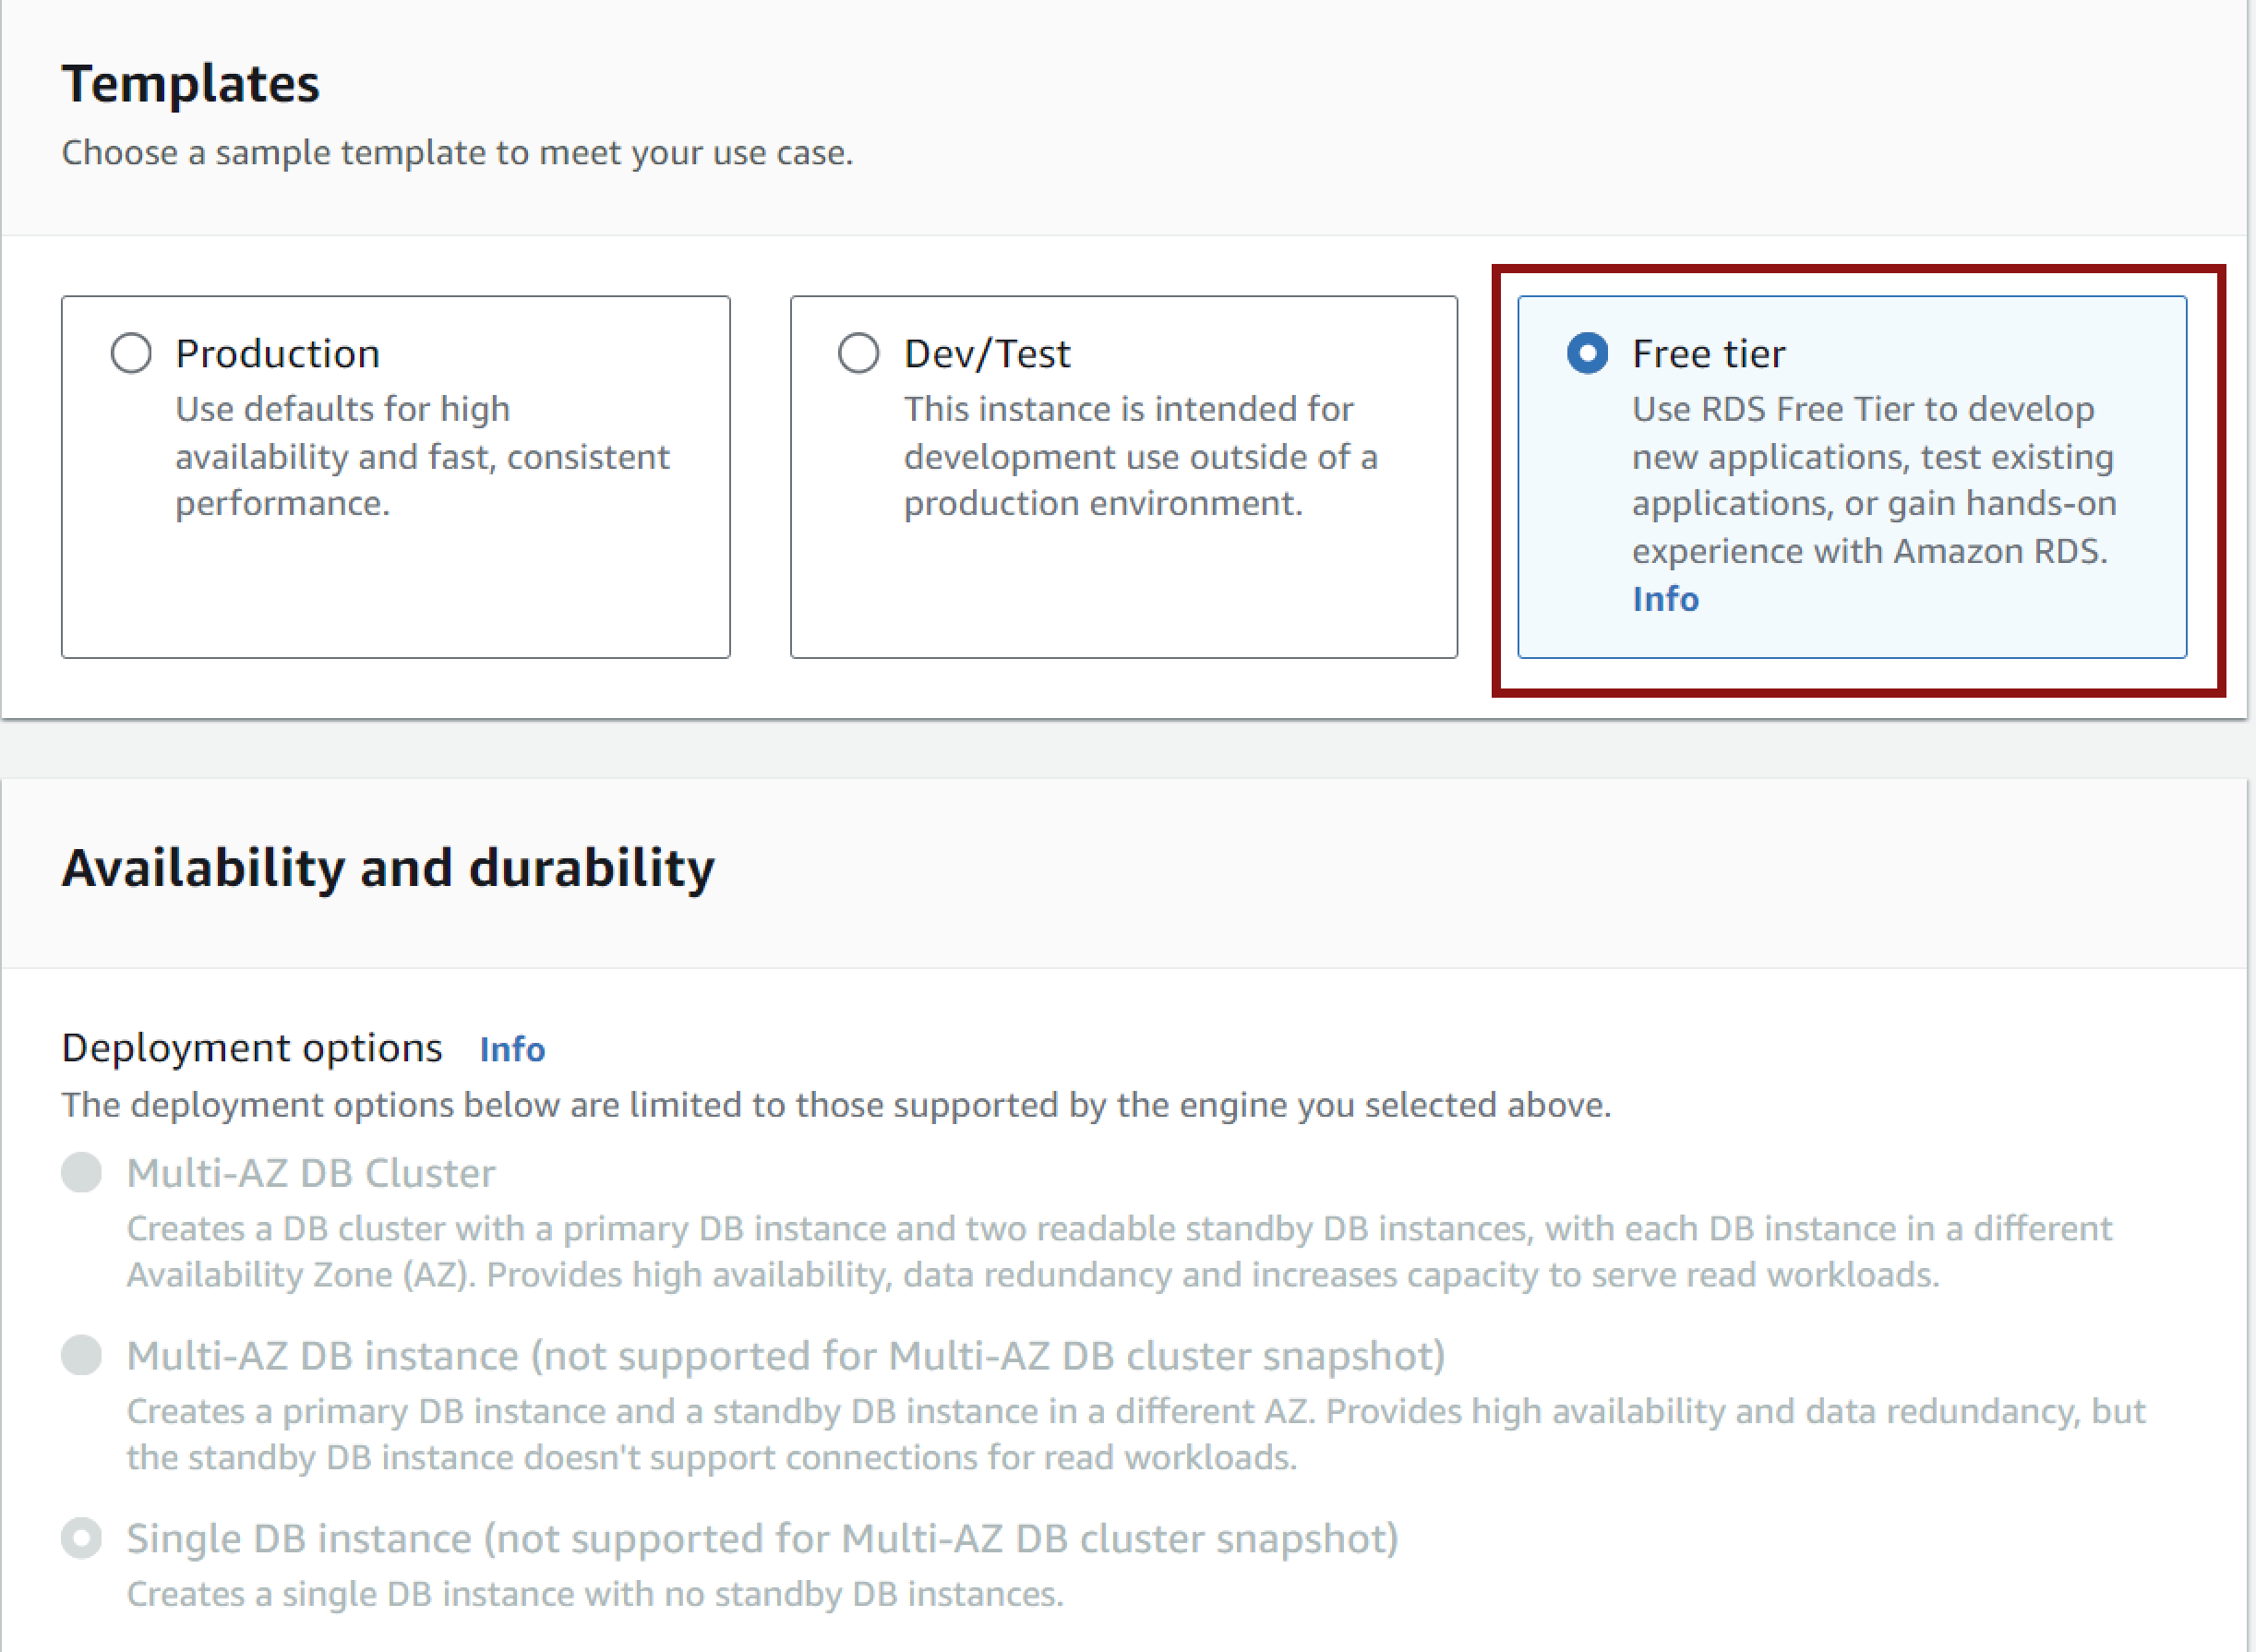 Templates
Choose a sample template to meet your use case.
Production
Use defaults for high
availability and fast, consistent
performance.
Dev/Test
This instance is intended for
development use outside of a
production environment.
Free tier
Use RDS Free Tier to develop
new applications, test existing
applications, or gain hands-on
experience with Amazon RDS.
Info
Availability and durability
Deployment options Info
The deployment options below are limited to those supported by the engine you selected above.
Multi-AZ DB Cluster
Creates a DB cluster with a primary DB instance and two readable standby DB instances, with each DB instance in a different
Availability Zone (AZ). Provides high availability, data redundancy and increases capacity to serve read workloads.
Multi-AZ DB instance (not supported for Multi-AZ DB cluster snapshot)
Creates a primary DB instance and a standby DB instance in a different AZ. Provides high availability and data redundancy, but
the standby DB instance doesn't support connections for read workloads.
Single DB instance (not supported for Multi-AZ DB cluster snapshot)
Creates a single DB instance with no standby DB instances.